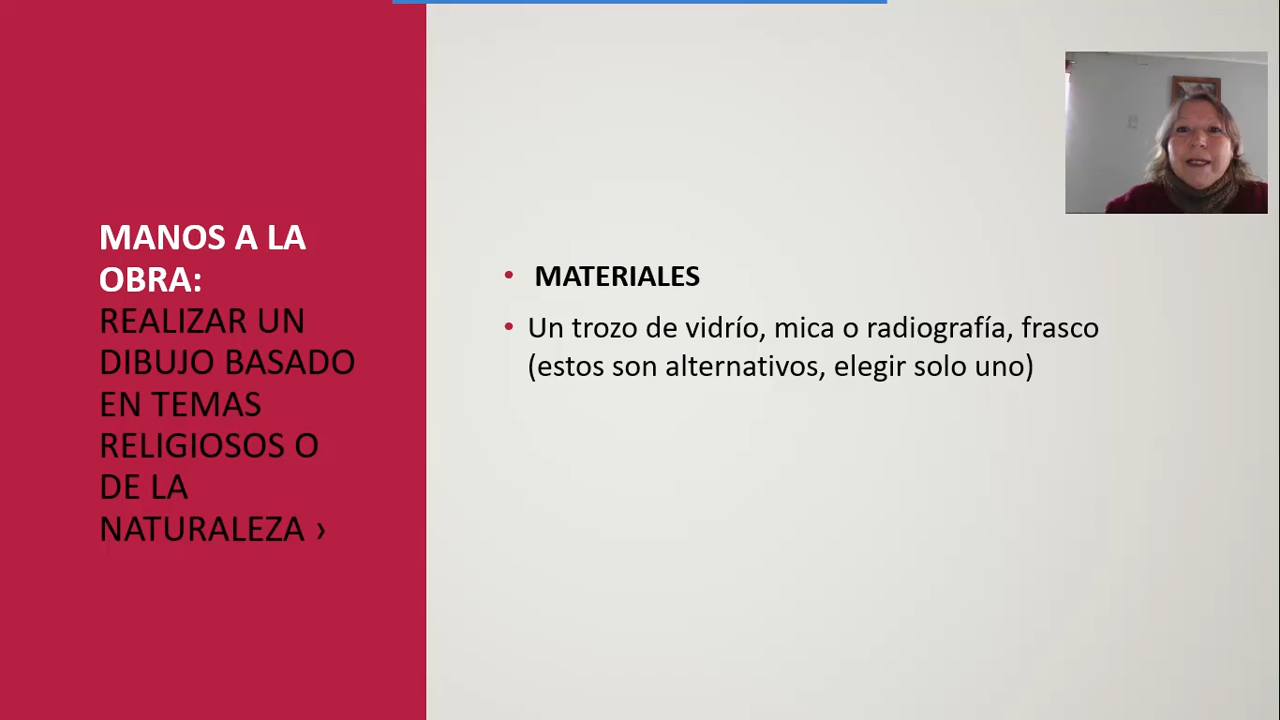 MANOS A LA
OBRA:
REALIZAR UN
DIBUJO BASADO
EN TEMAS
RELIGIOSOS O
DE LA
NATURALEZA ›
• MATERIALES
• Un trozo de vidrío, mica o radiografía, frasco
(estos son alternativos, elegir solo uno)